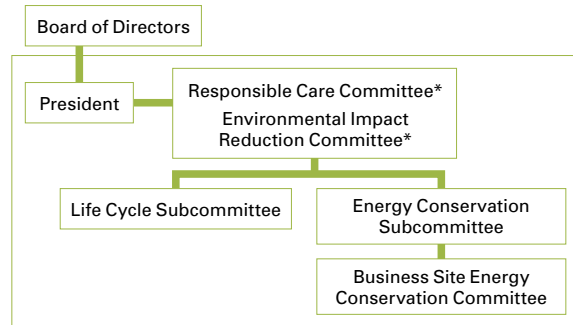 Board of Directors
President
Responsible Care Committee*
Environmental Impact
Reduction Committee*
Life Cycle Subcommittee
Energy Conservation
Subcommittee
Business Site Energy
Conservation Committee